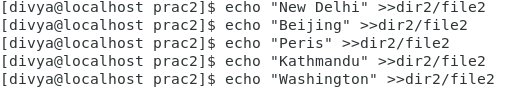 [divya@localhost prac2]$ echo "New Delhi" >>dir2/file2
[divya@localhost prac2]$ echo "Beijing" >>dir2/file2
[divya@localhost prac2]$ echo "Peris" >>dir2/file2
[divya@localhost prac2]$ echo "Kathmandu" >>dir2/file2
[divya@localhost prac2]$ echo "Washington" >>dir2/file2